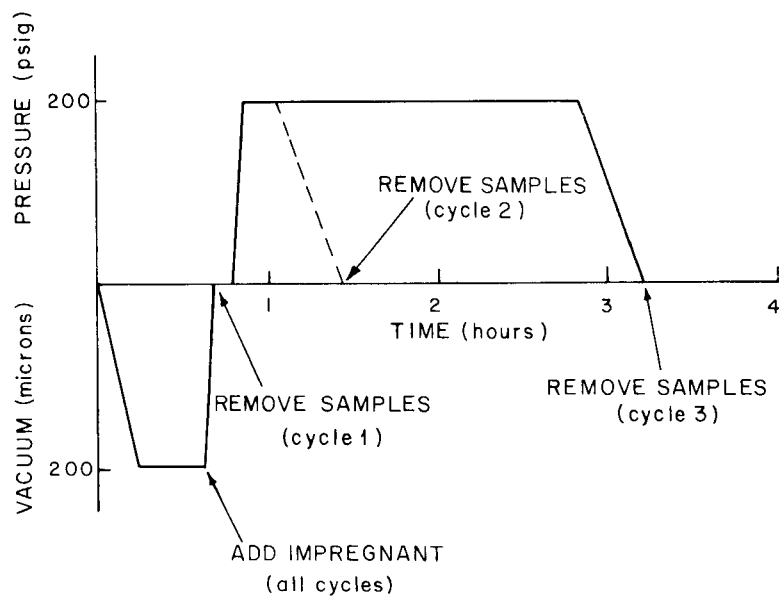 PRESSURE (psig)
200
REMOVE SAMPLES
(cycle 2)
1
2
3
4
TIME (hours)
VACUUM (microns)
REMOVE SAMPLES
(cycle 1)
REMOVE SAMPLES
(cycle 3)
200
ADD IMPREGNANT
(all cycles)